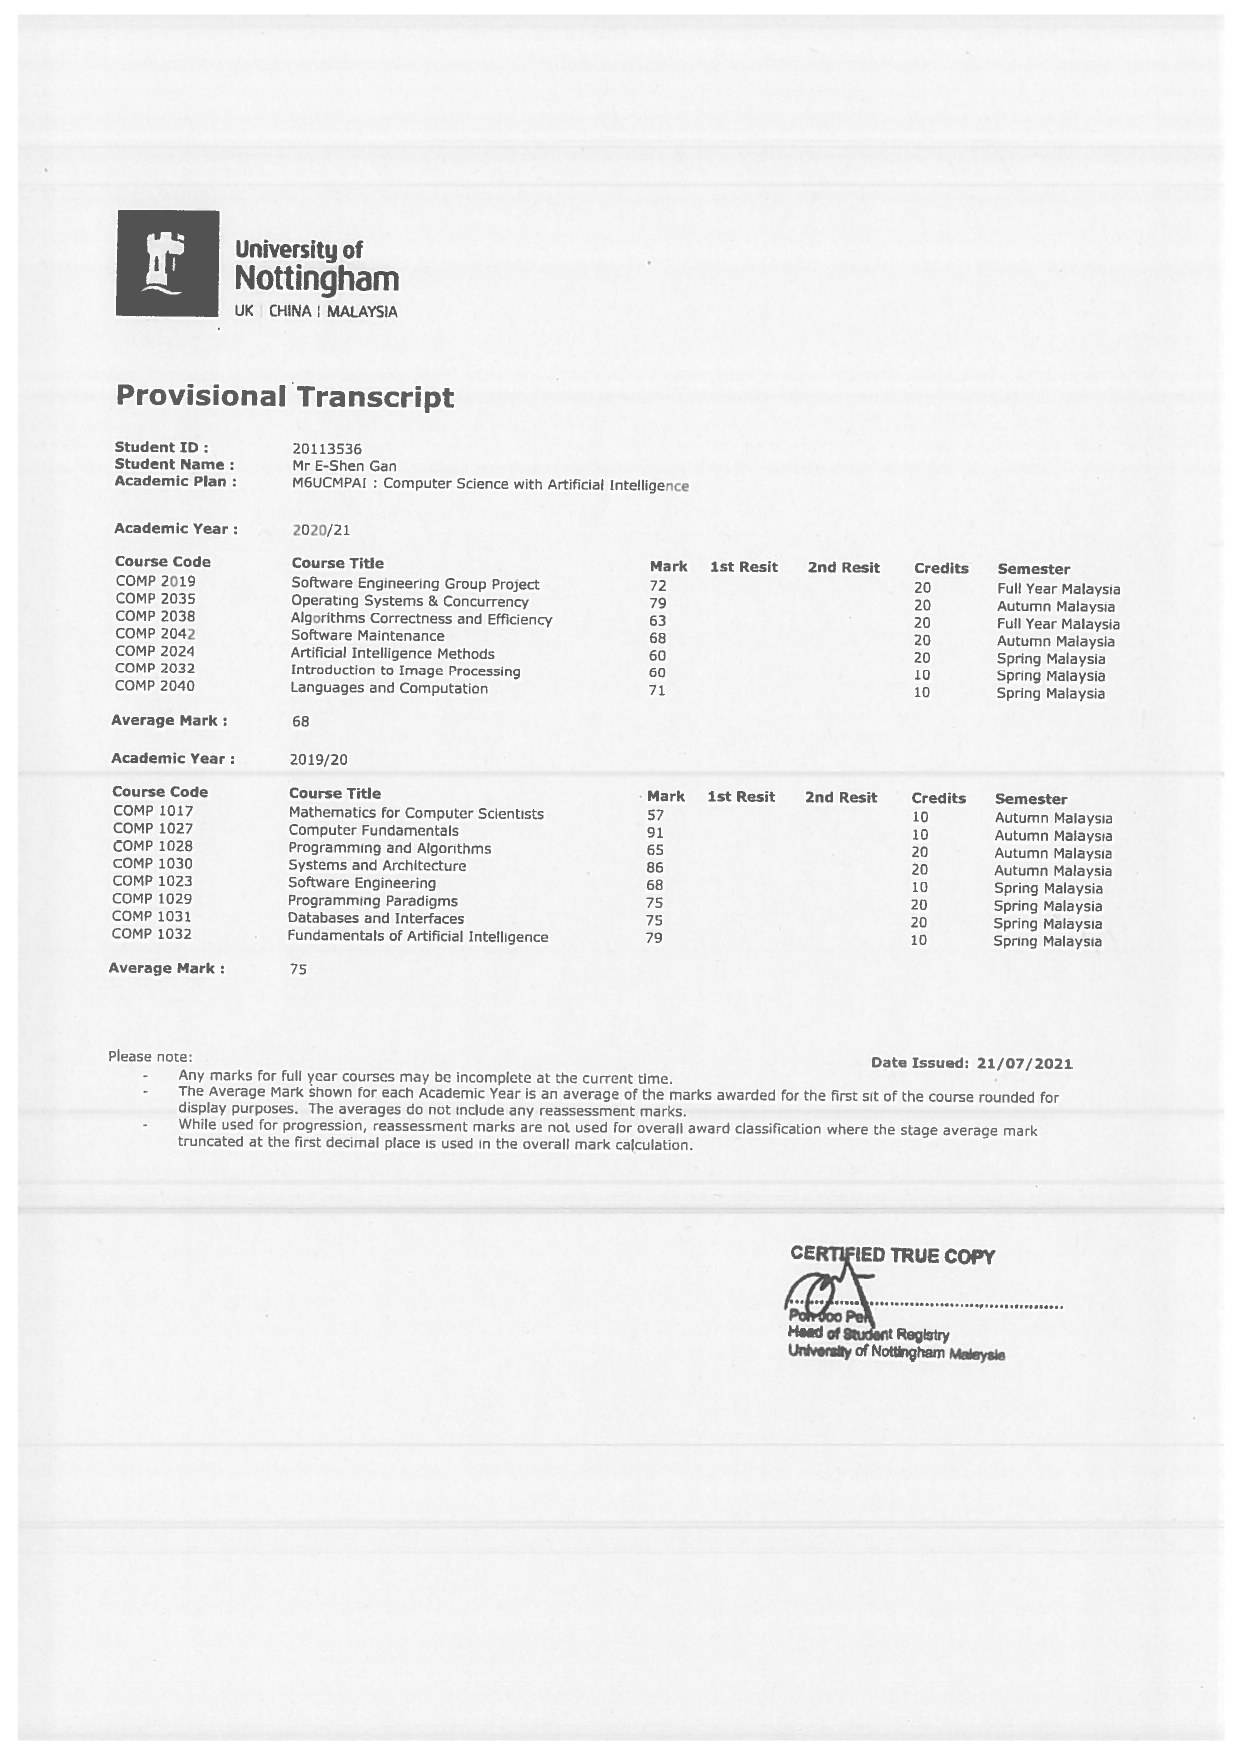 University of
Nottingham
UK | CHINA | MALAYSIA
Provisional Transcript
Student ID : 20113536
Student Name : Mr E-Shen Gan
Academic Plan : M6UCMPAI : Computer Science with Artificial Intelligence
Academic Year : 2020/21
Course Code Course Title Mark 1st Resit 2nd Resit Credits Semester
COMP 2019 Software Engineering Group Project 72 20 Full Year Malaysia
COMP 2035 Operating Systems & Concurrency 79 20 Autumn Malaysia
COMP 2038 Algorithms Correctness and Efficiency 63 20 Full Year Malaysia
COMP 2042 Software Maintenance 68 20 Autumn Malaysia
COMP 2024 Artificial Intelligence Methods 60 20 Spring Malaysia
COMP 2032 Introduction to Image Processing 60 10 Spring Malaysia
COMP 2040 Languages and Computation 71 10 Spring Malaysia
Average Mark : 68
Academic Year : 2019/20
Course Code Course Title Mark 1st Resit 2nd Resit Credits Semester
COMP 1017 Mathematics for Computer Scientists 57 10 Autumn Malaysia
COMP 1027 Computer Fundamentals 91 10 Autumn Malaysia
COMP 1028 Programming and Algorithms 65 20 Autumn Malaysia
COMP 1030 Systems and Architecture 86 20 Autumn Malaysia
COMP 1023 Software Engineering 68 10 Spring Malaysia
COMP 1029 Programming Paradigms 75 20 Spring Malaysia
COMP 1031 Databases and Interfaces 75 20 Spring Malaysia
COMP 1032 Fundamentals of Artificial Intelligence 79 10 Spring Malaysia
Average Mark : 75
Please note:
Date Issued: 21/07/2021
- Any marks for full year courses may be incomplete at the current time.
- The Average Mark shown for each Academic Year is an average of the marks awarded for the first sit of the course rounded for
display purposes. The averages do not include any reassessment marks.
- While used for progression, reassessment marks are not used for overall award classification where the stage average mark
truncated at the first decimal place is used in the overall mark calculation.
CERTIFIED TRUE COPY
Head of Student Registry
University of Nottingham Malaysia